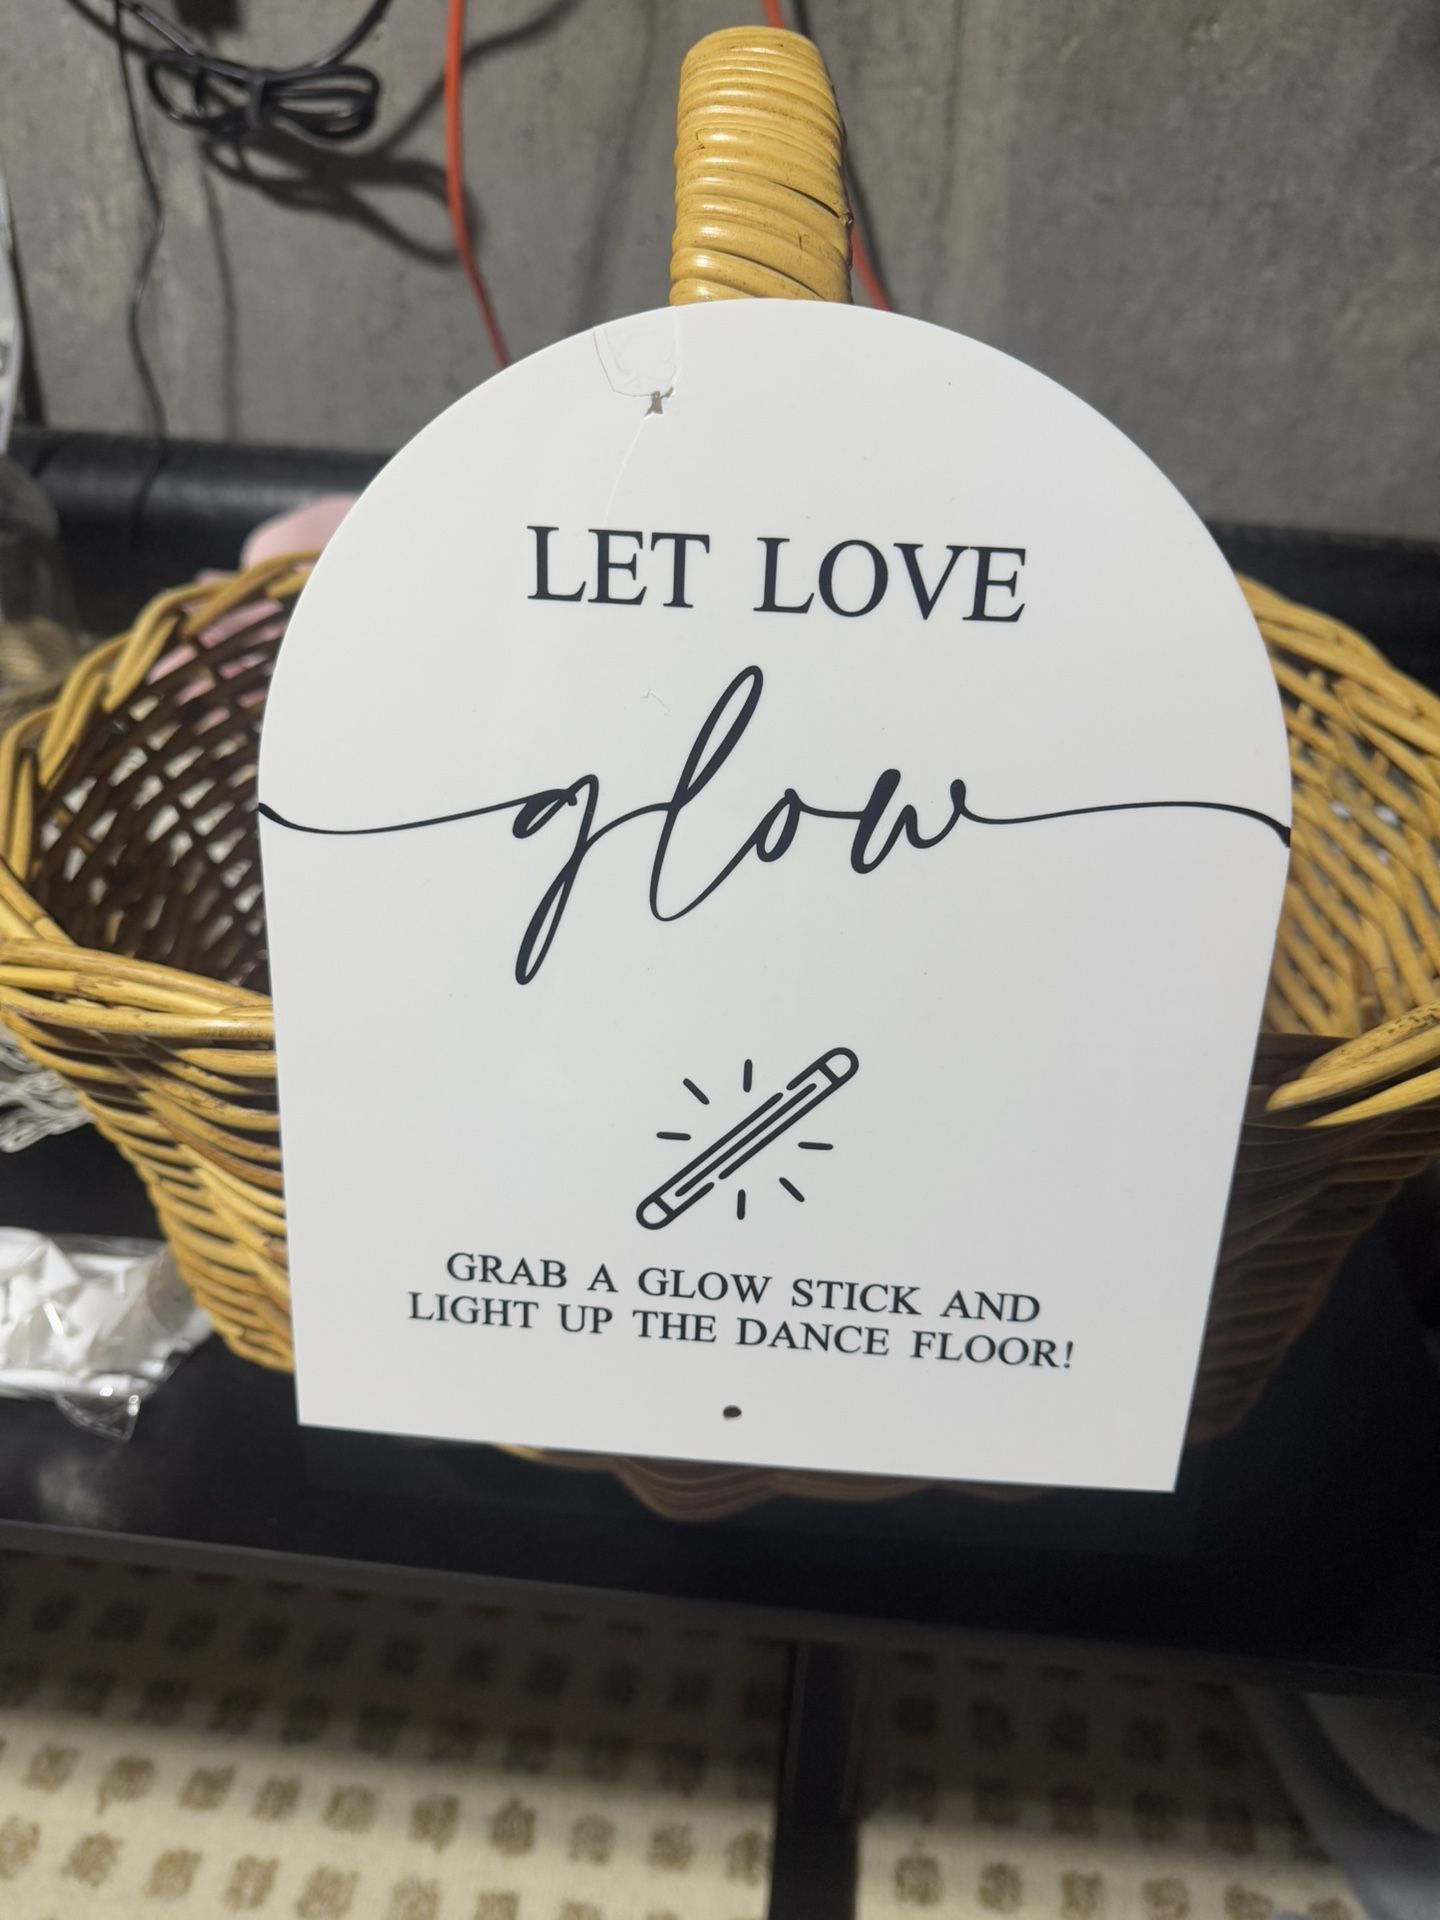 LET LOVE
glow
GRAB A GLOW STICK AND
LIGHT UP THE DANCE FLOOR!